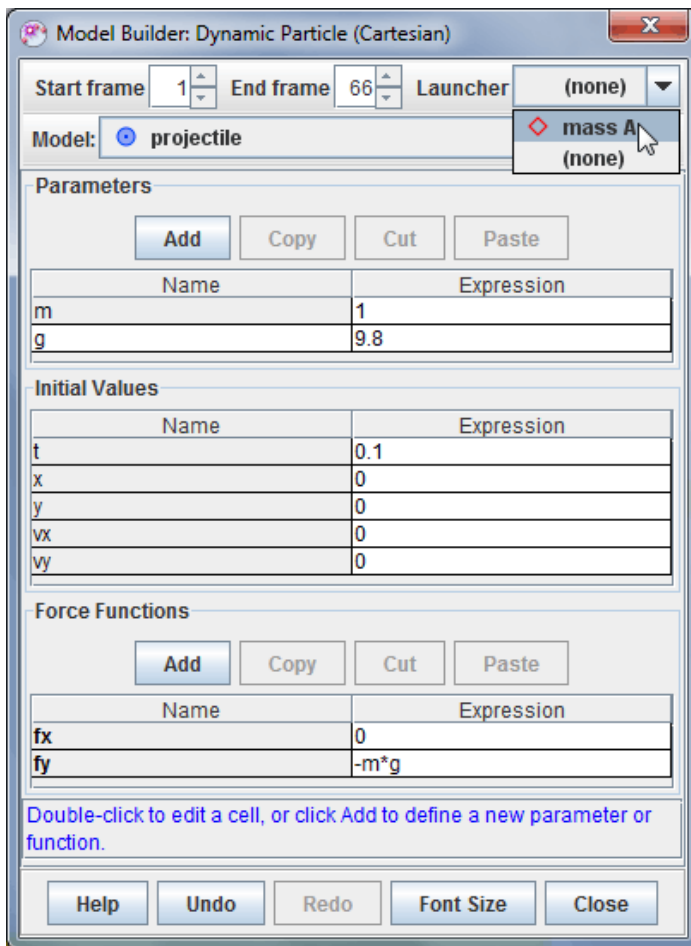 Model Builder: Dynamic Particle (Cartesian)
Start frame 1 End frame 66 Launcher (none)
mass A
(none)
Model: projectile
Parameters
Add Copy Cut Paste
Name Expression
m 1
g 9.8
Initial Values
Name Expression
t 0.1
x 0
y 0
vx 0
vy 0
Force Functions
Add Copy Cut Paste
Name Expression
fx 0
fy -m*g
Double-click to edit a cell, or click Add to define a new parameter or
function.
Help Undo Redo Font Size Close